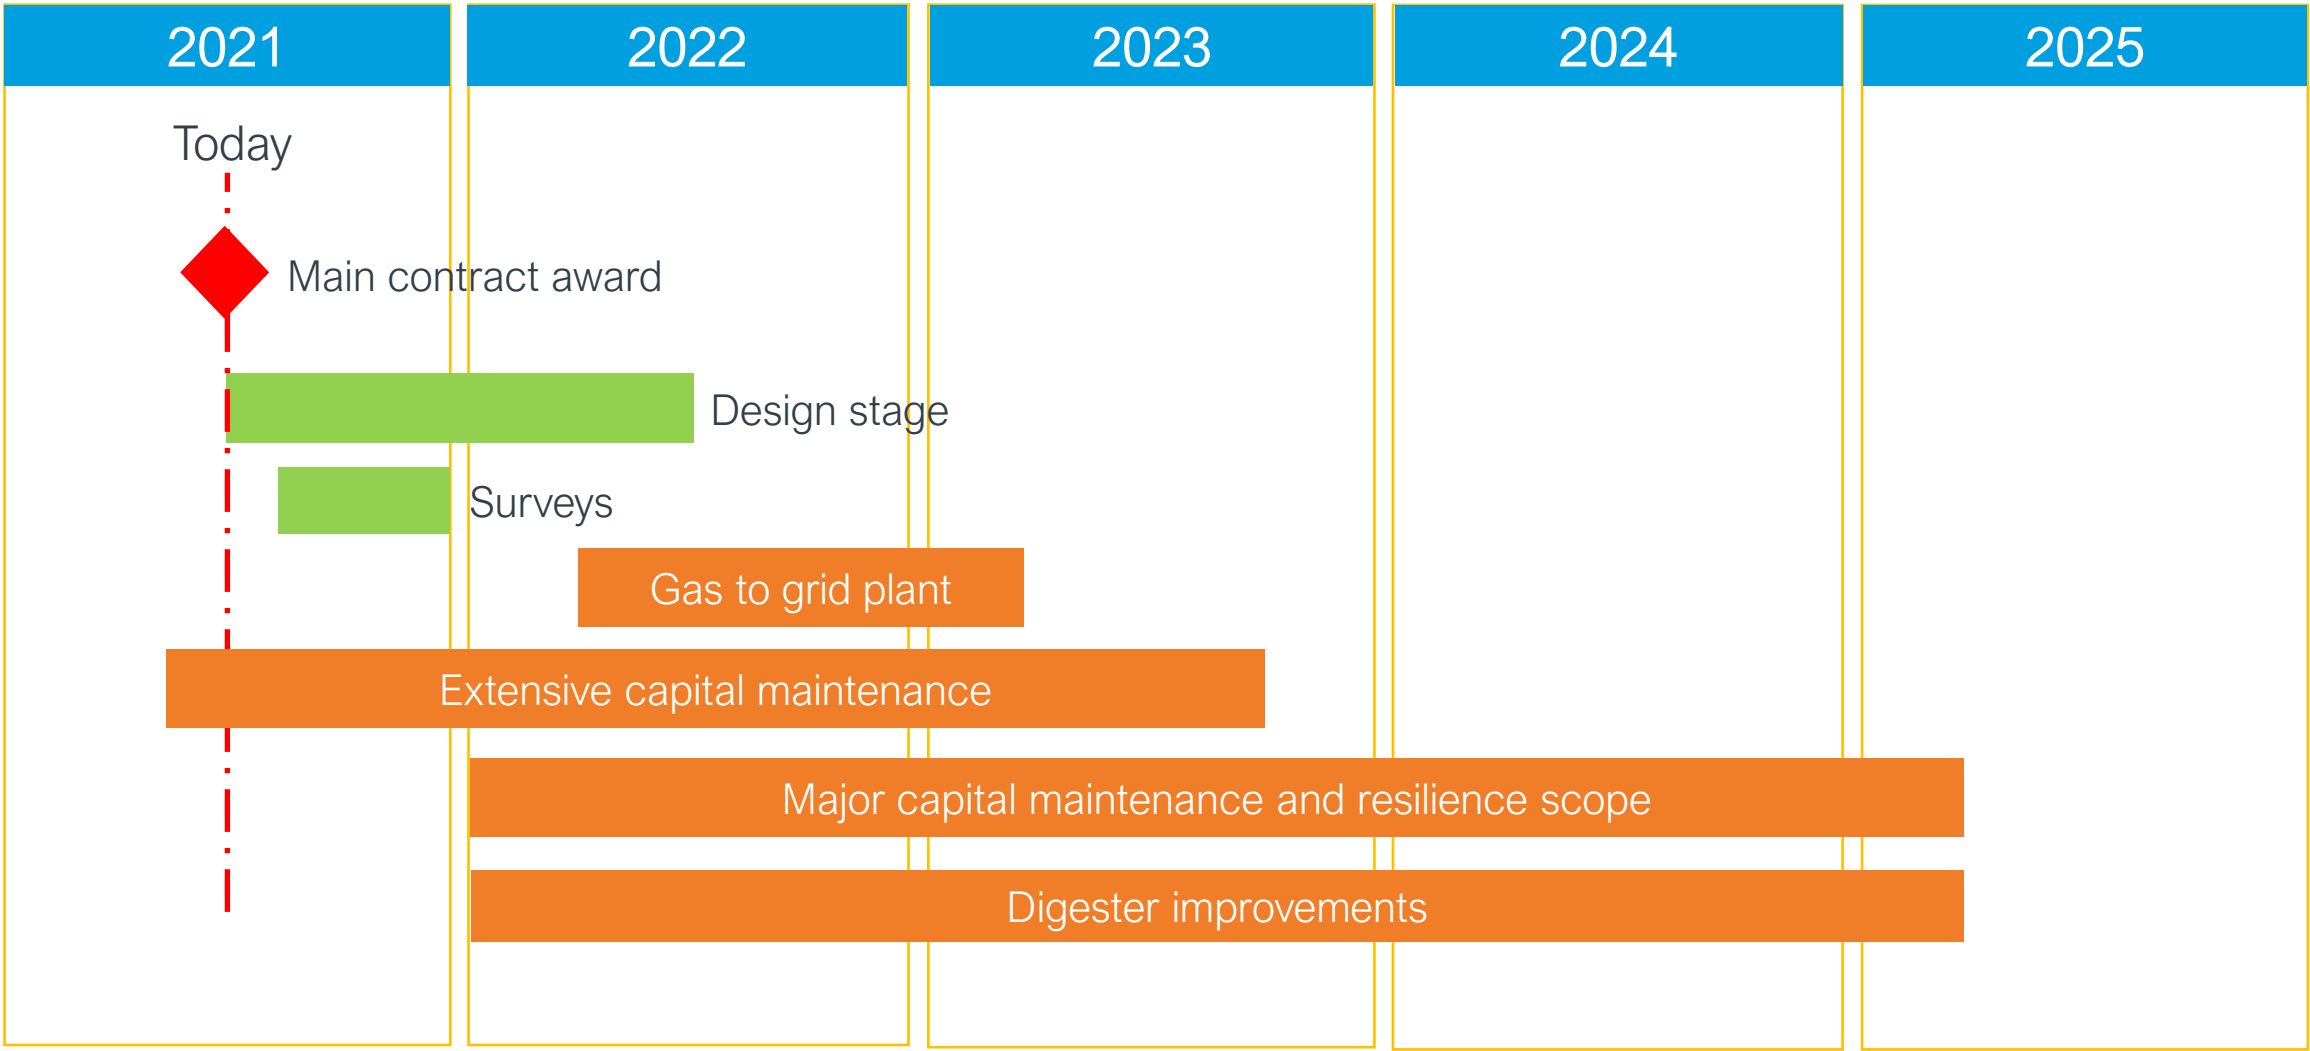 2021 2022 2023 2024 2025
Today
Main contract award
Design stage
Surveys
Gas to grid plant
Extensive capital maintenance
Major capital maintenance and resilience scope
Digester improvements